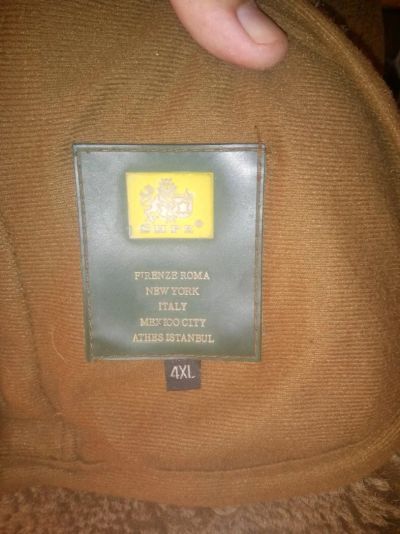 FIRENZE ROMA
NEW YORK
ITALY
MEXICO CITY
ATHES ISTANBUL
4XL